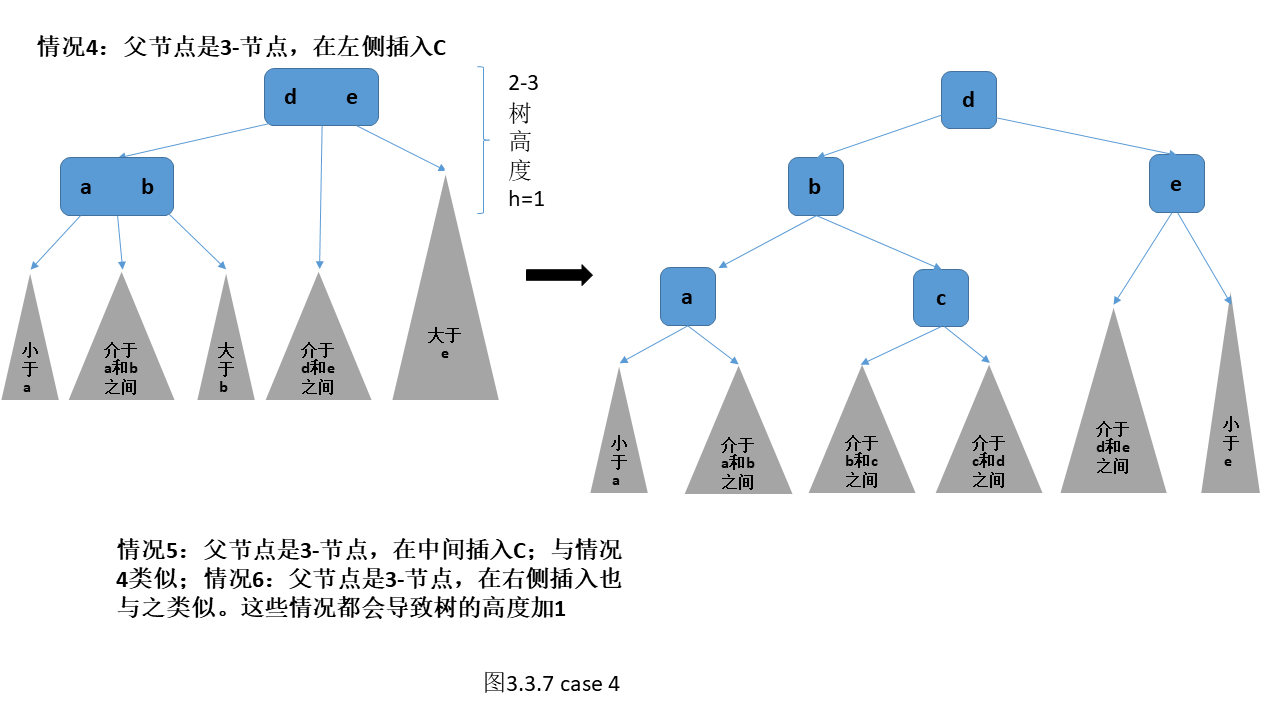 情况4：父节点是3-节点，在左侧插入C
d e
2-3
树
高
度
h=1
a b
小
于
a
介于
a和b
之间
大
于
b
介于
d和e
之间
大于
e
d
b
e
a
c
小
于
a
介于
a和b
之间
介于
b和c
之间
介于
c和d
之间
介于
d和e
之间
小
于
e
情况5：父节点是3-节点，在中间插入C；与情况
4类似；情况6：父节点是3-节点，在右侧插入也
与之类似。这些情况都会导致树的高度加1
图3.3.7 case 4